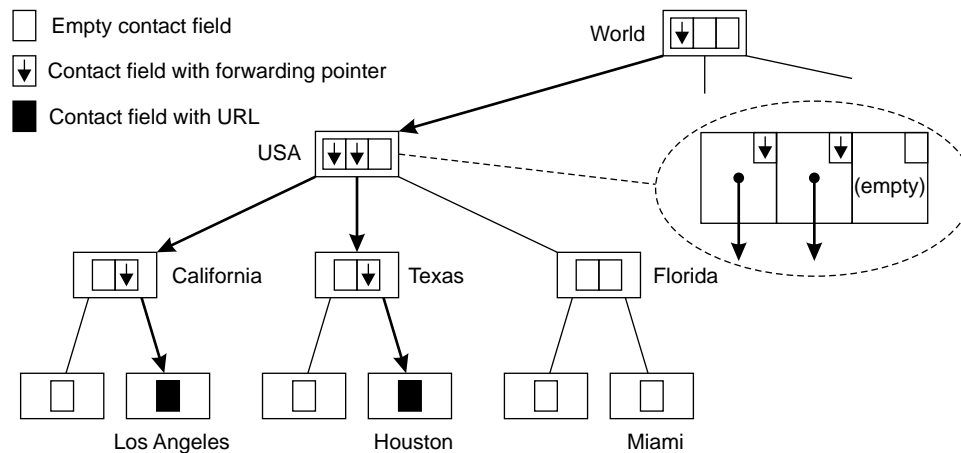 Empty contact field
Contact field with forwarding pointer
Contact field with URL
World
USA
(empty)
California
Texas
Florida
Los Angeles
Houston
Miami